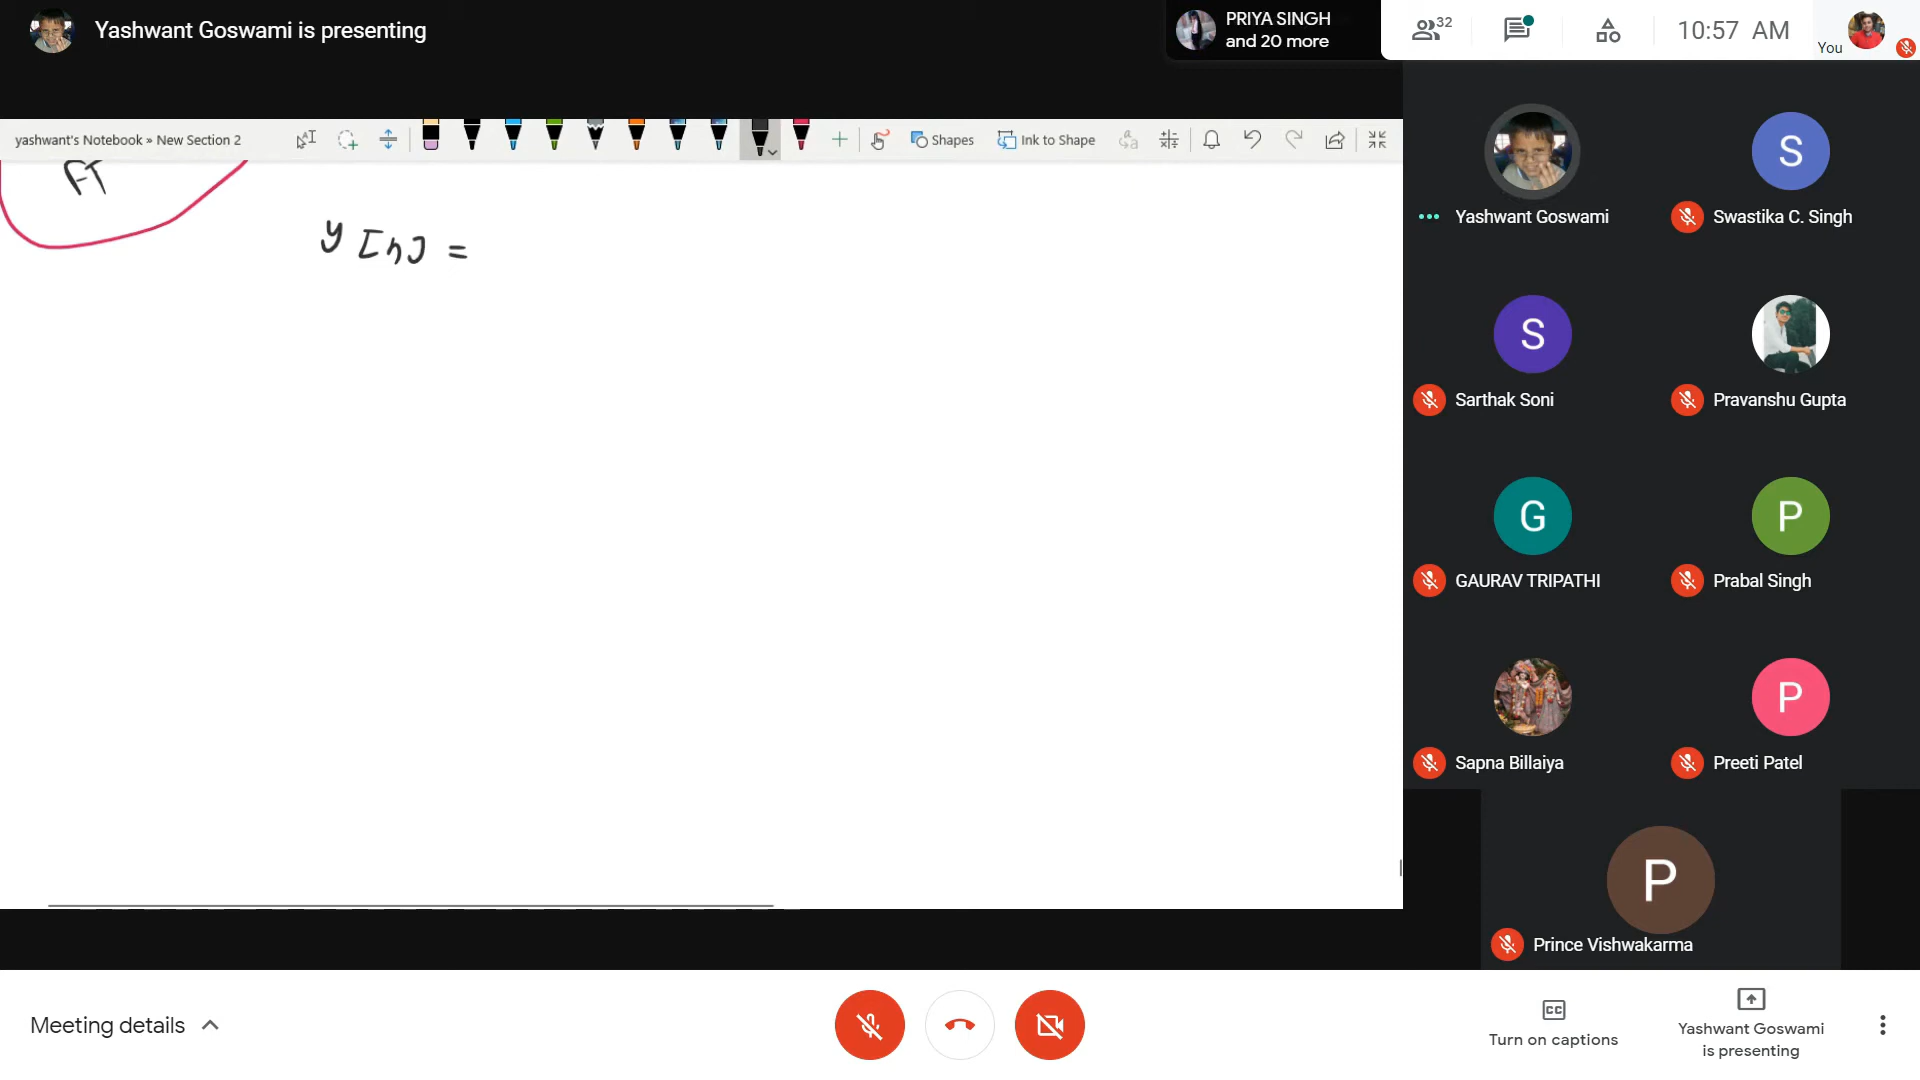 Yashwant Goswami is presenting
PRIYA SINGH
and 20 more
32
10:57 AM
You
yashwant's Notebook » New Section 2
Shapes
Ink to Shape
FT
y [n] =
Yashwant Goswami
S
Swastika C. Singh
S
Sarthak Soni
Pravanshu Gupta
G
GAURAV TRIPATHI
P
Prabal Singh
Sapna Billaiya
P
Preeti Patel
P
Prince Vishwakarma
Meeting details
CC
Turn on captions
Yashwant Goswami
is presenting